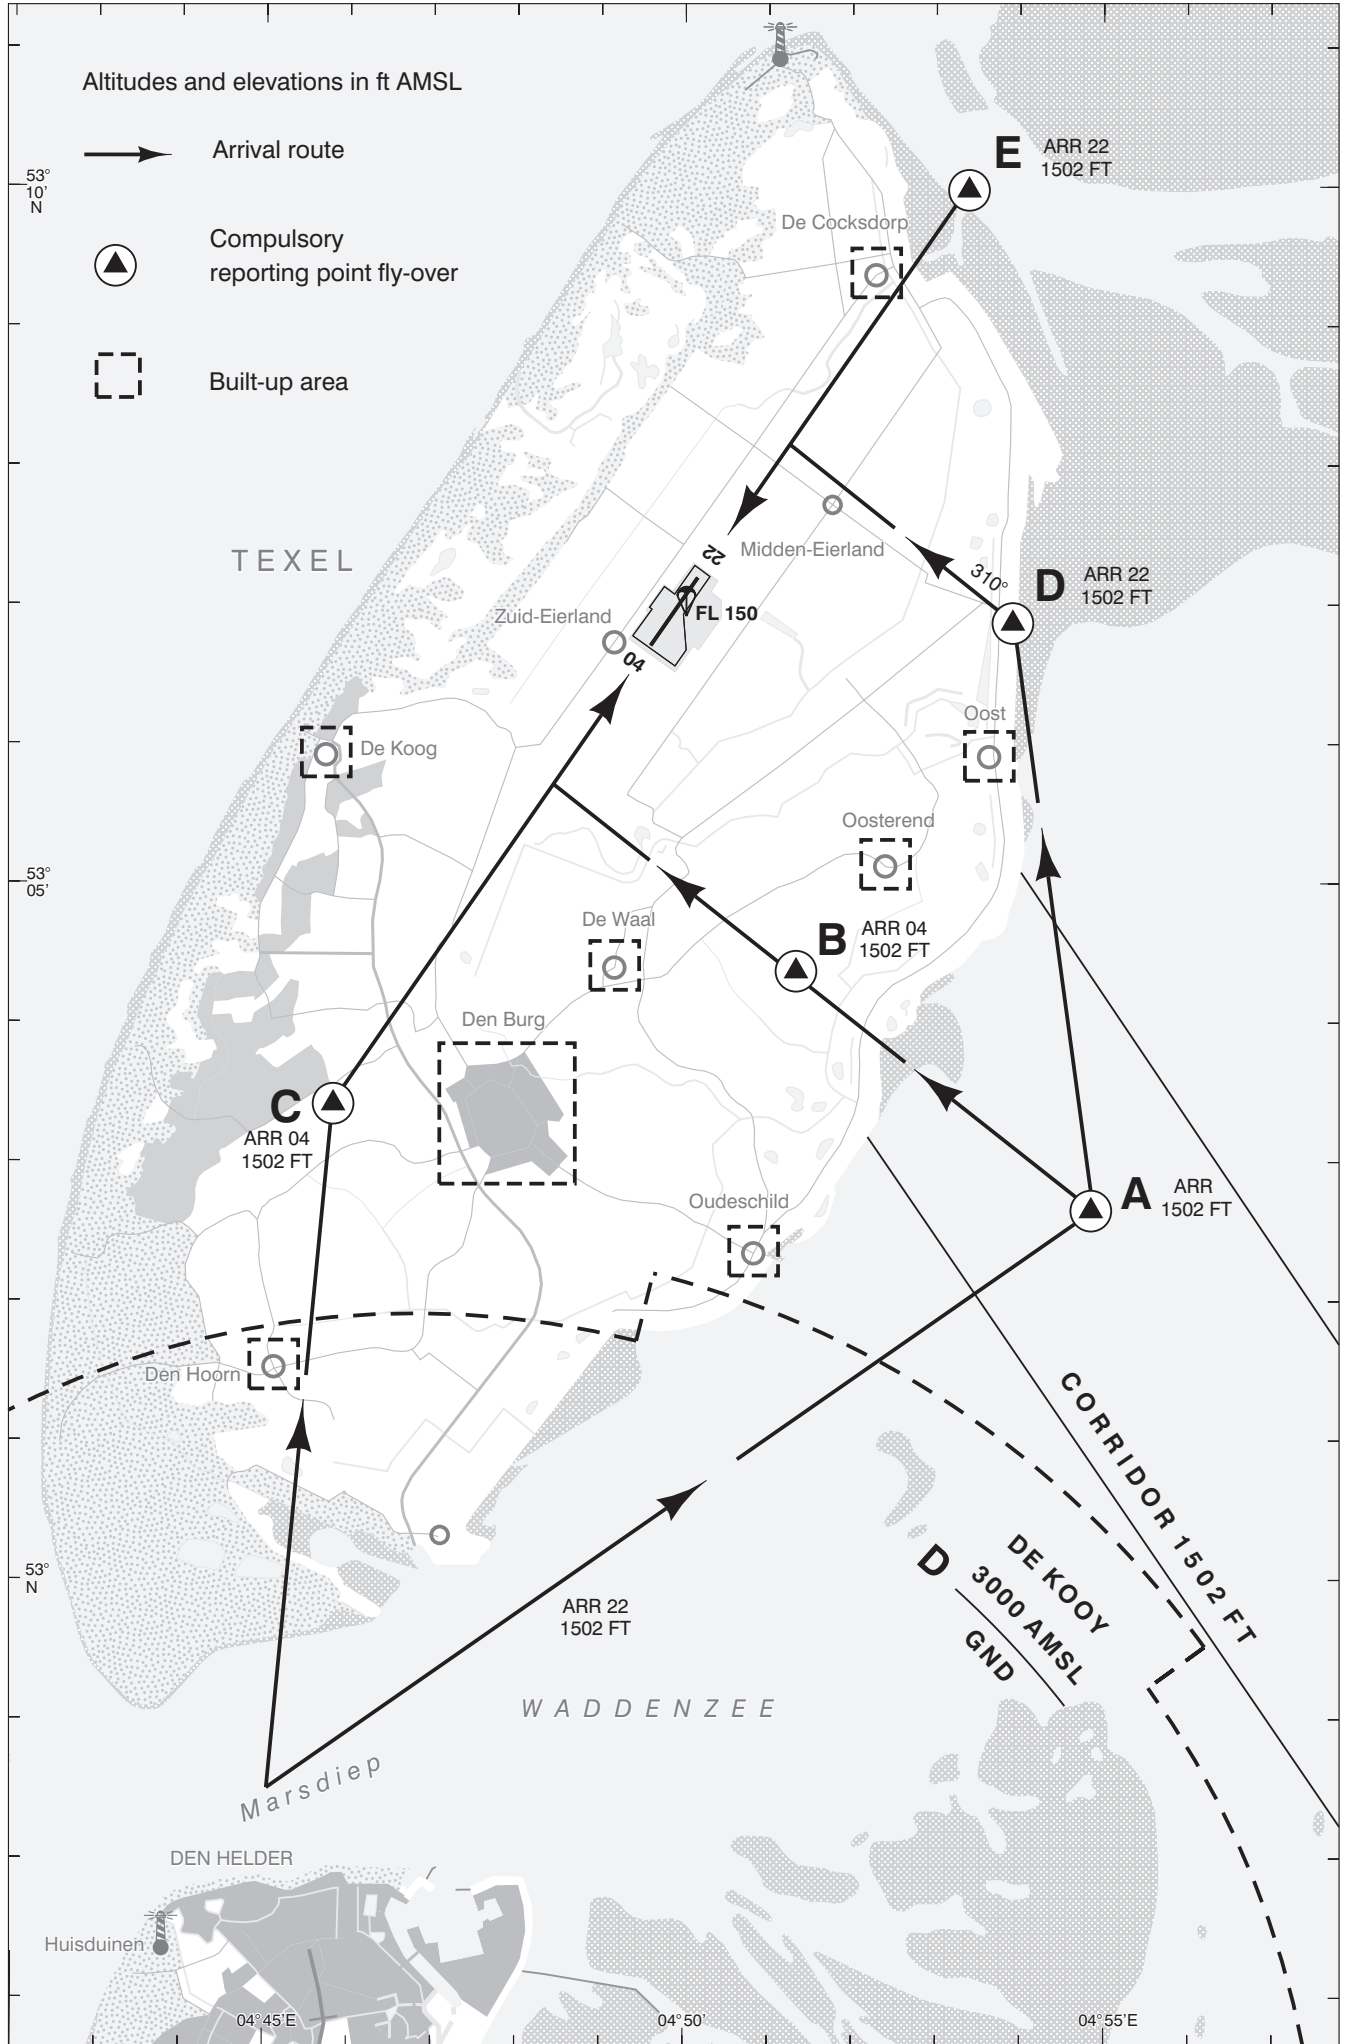 Altitudes and elevations in ft AMSL
Arrival route
Compulsory
reporting point fly-over
Built-up area
53°
10'
N
E
ARR 22
1502 FT
De Cocksdorp
TEXEL
22
Midden-Eierland
310°
D
ARR 22
1502 FT
Zuid-Eierland
FL 150
04
De Koog
Oost
Oosterend
53°
05'
De Waal
B
ARR 04
1502 FT
Den Burg
C
ARR 04
1502 FT
Oudeschild
A
ARR
1502 FT
Den Hoorn
CORRIDOR 1502 FT
D
DE KOOY
3000 AMSL
GND
53°
N
ARR 22
1502 FT
WADDENZEE
Marsdiep
DEN HELDER
Huisduinen
04°45'E
04°50'
04°55'E